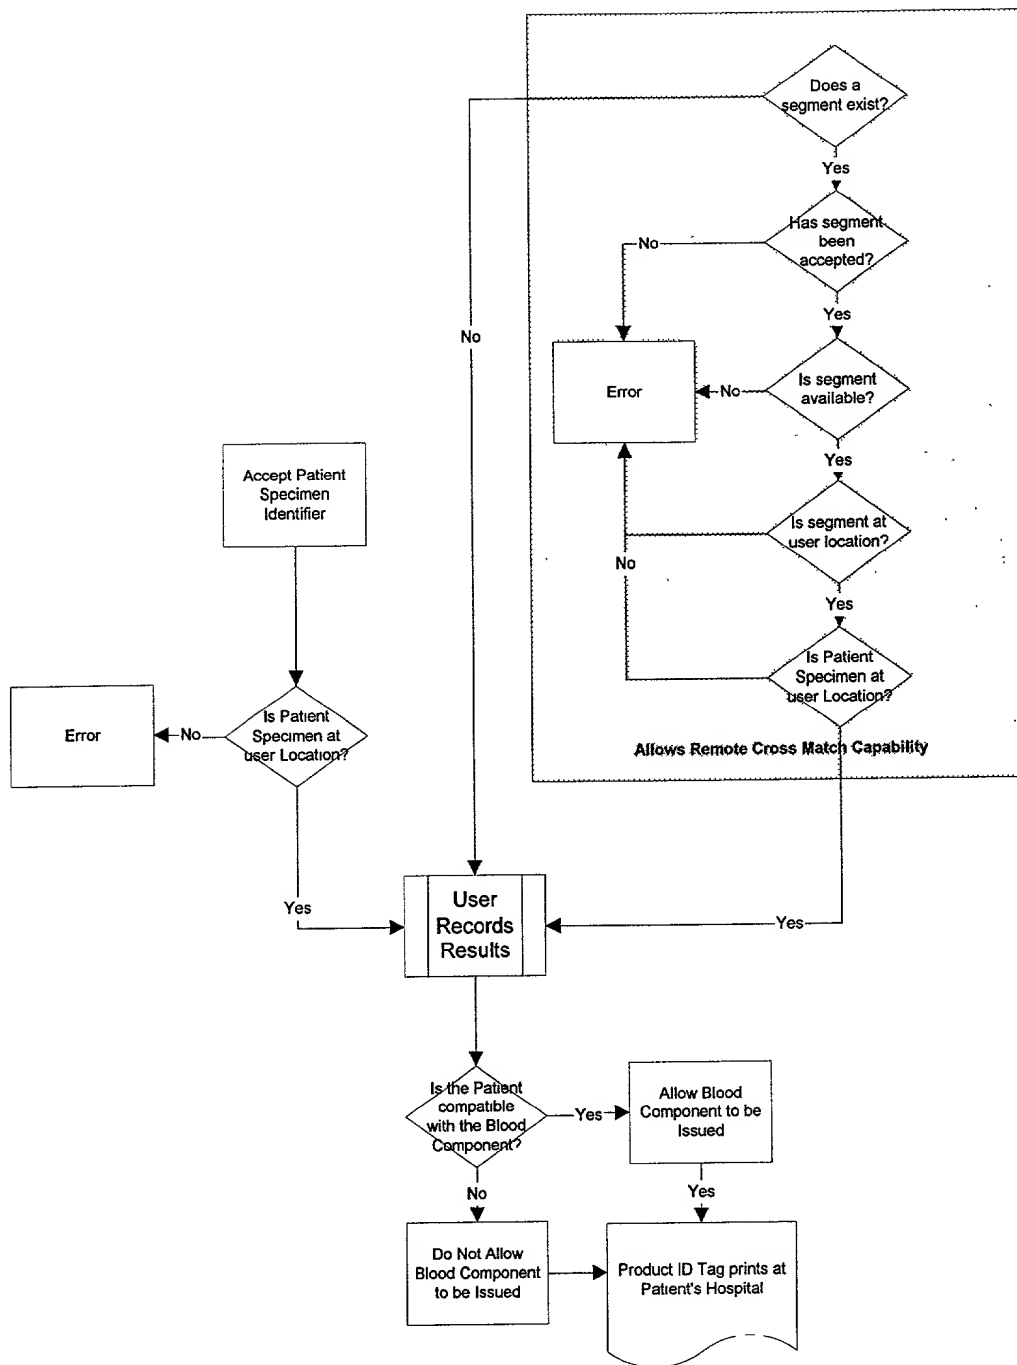 Does a
segment exist?
Yes
Has segment
been
accepted?
No
Yes
No
Error
No
Is segment
available?
Yes
Accept Patient
Specimen
Identifier
Is segment at
user location?
No
Yes
Is Patient
Specimen at
user Location?
Error
No
Is Patient
Specimen at
user Location?
Allows Remote Cross Match Capability
Yes
User
Records
Results
Yes
Is the Patient
compatible
with the Blood
Component?
Yes
Allow Blood
Component to be
Issued
No
Yes
Do Not Allow
Blood Component
to be Issued
Product ID Tag prints at
Patient's Hospital